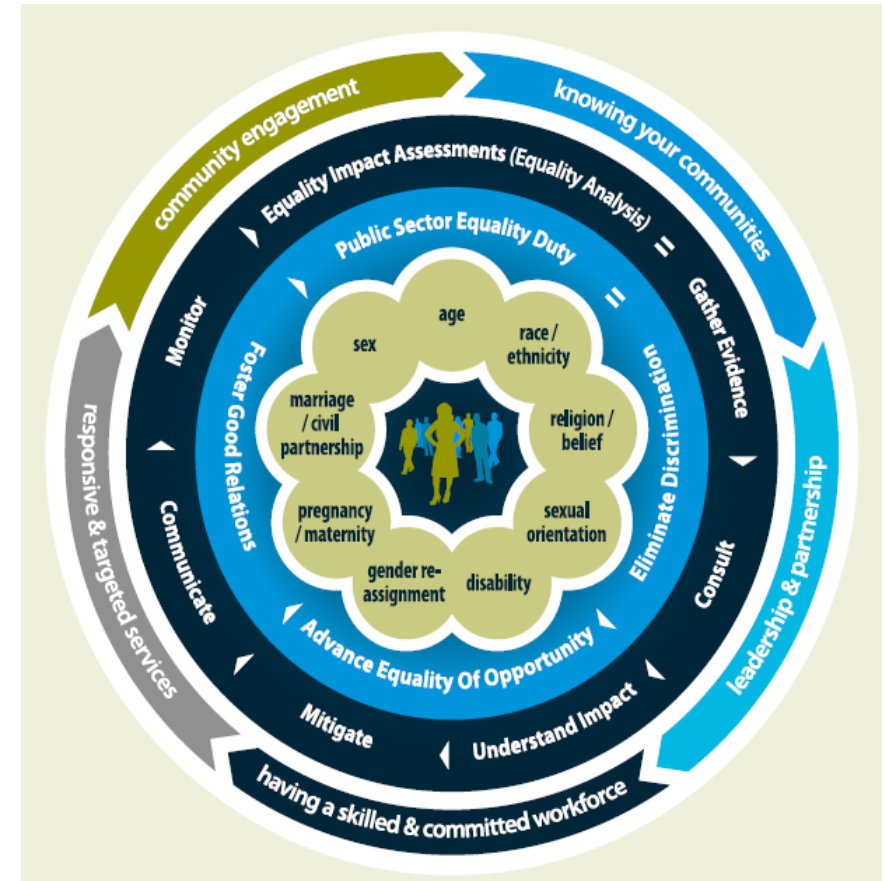 community engagement
knowing your communities
leadership & partnership
having a skilled & committed workforce
responsive & targeted services
Equality Impact Assessments (Equality Analysis)
=
Gather Evidence
Consult
Understand Impact
Mitigate
Communicate
Monitor
Public Sector Equality Duty
=
Eliminate Discrimination
Advance Equality Of Opportunity
Foster Good Relations
age
race /
ethnicity
religion /
belief
sexual
orientation
disability
gender re-
assignment
pregnancy
/ maternity
marriage
/ civil
partnership
sex